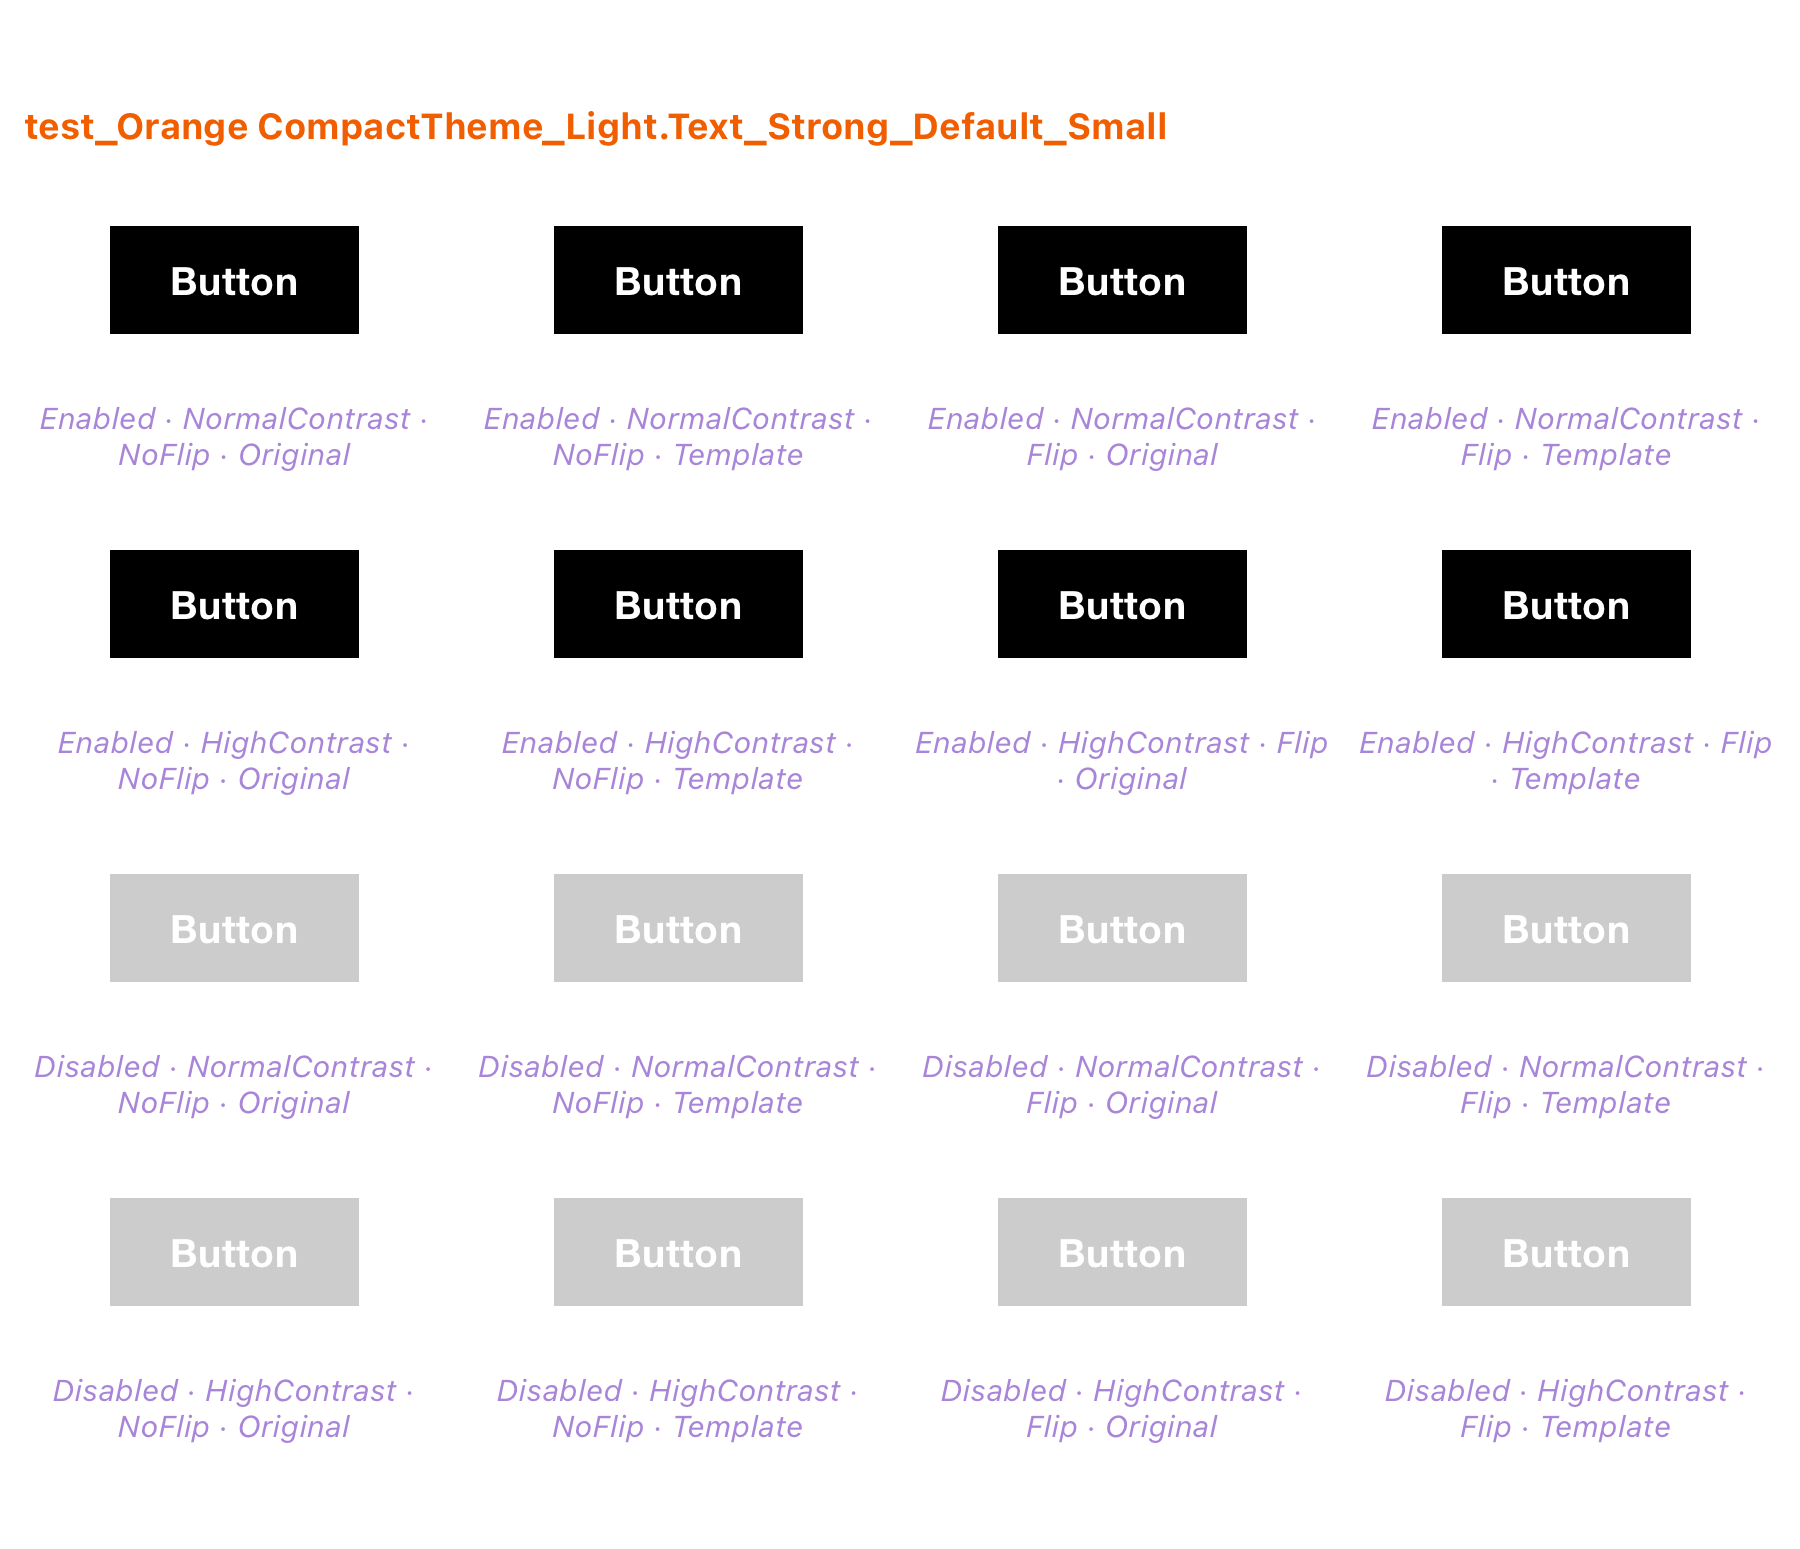 test_Orange CompactTheme_Light.Text_Strong_Default_Small
Button Button Button Button
Enabled · NormalContrast · Enabled · NormalContrast · Enabled · NormalContrast · Enabled · NormalContrast ·
NoFlip · Original NoFlip · Template Flip · Original Flip · Template
Button Button Button Button
Enabled · HighContrast · Enabled · HighContrast · Enabled · HighContrast · Flip Enabled · HighContrast · Flip
NoFlip · Original NoFlip · Template · Original · Template
Button Button Button Button
Disabled · NormalContrast · Disabled · NormalContrast · Disabled · NormalContrast · Disabled · NormalContrast ·
NoFlip · Original NoFlip · Template Flip · Original Flip · Template
Button Button Button Button
Disabled · HighContrast · Disabled · HighContrast · Disabled · HighContrast · Disabled · HighContrast ·
NoFlip · Original NoFlip · Template Flip · Original Flip · Template